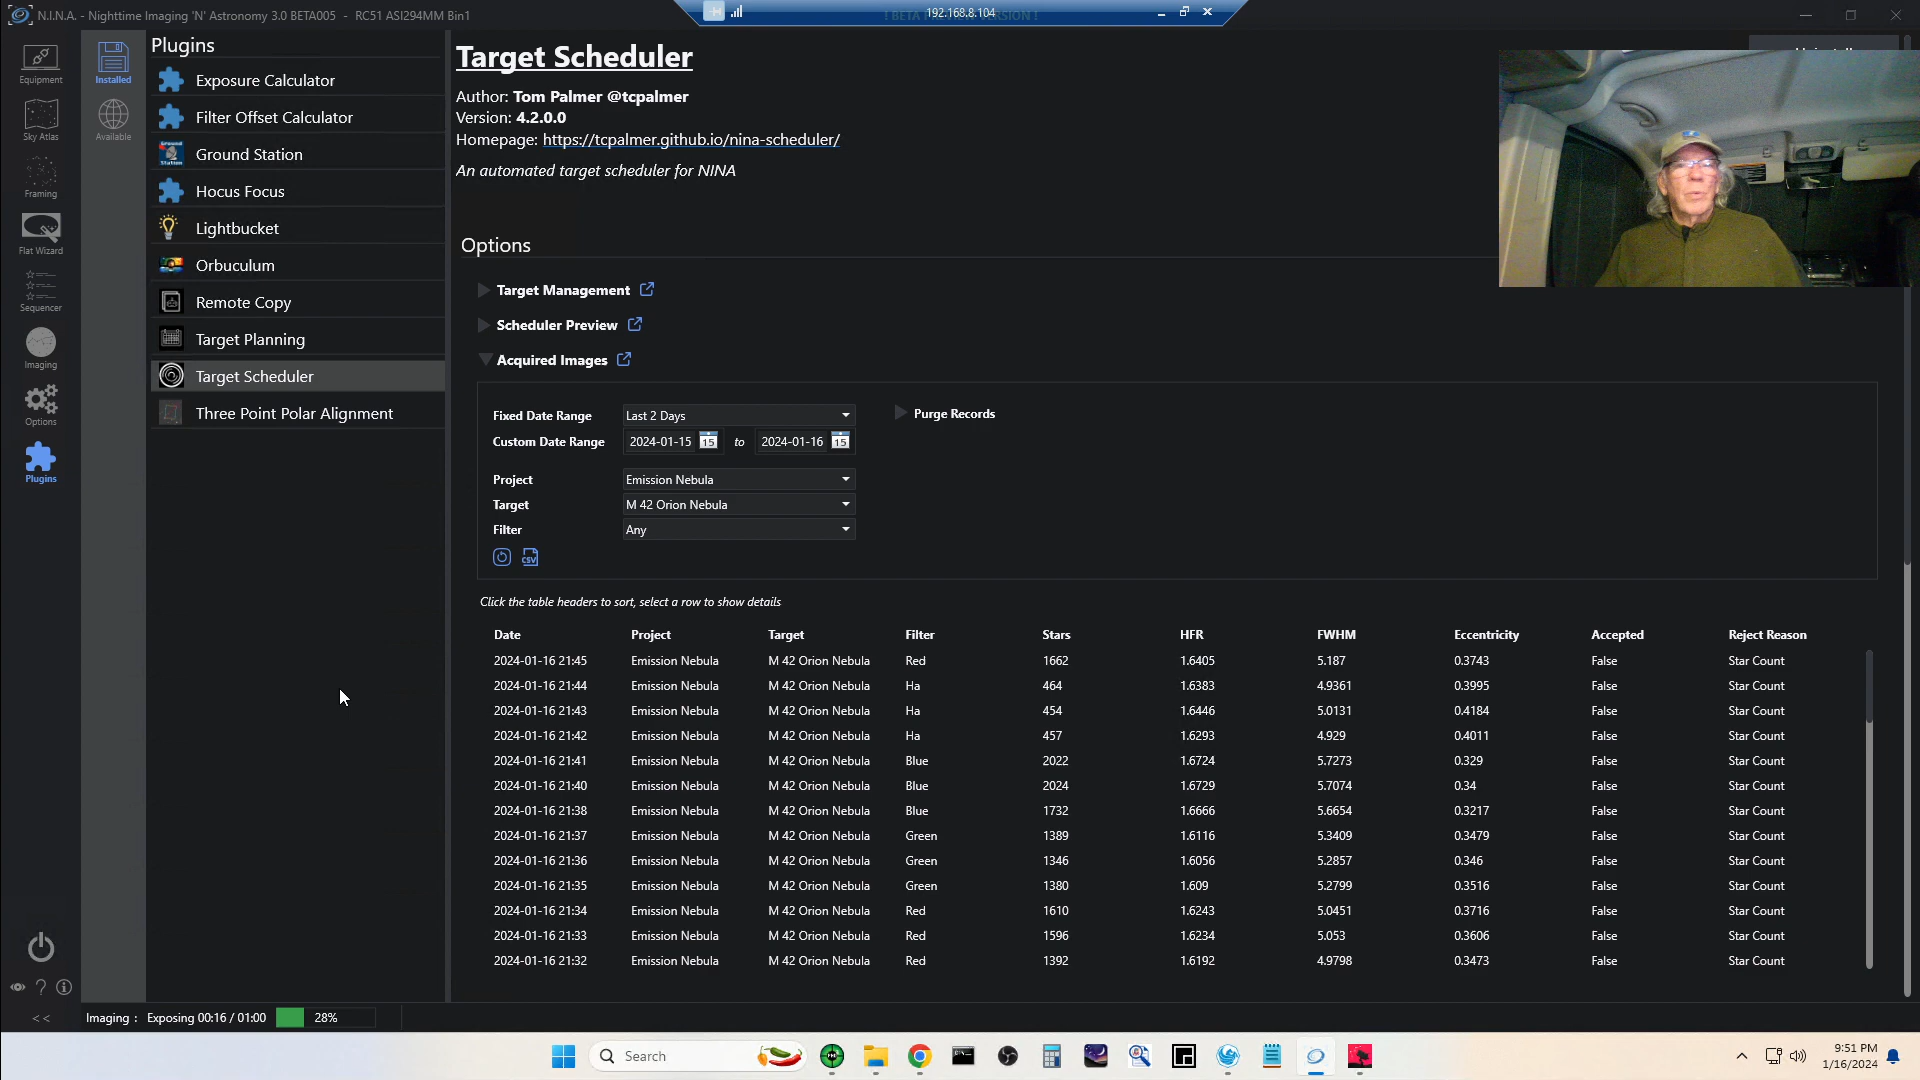 N.I.N.A. - Nighttime Imaging 'N' Astronomy 3.0 BETA005 - RC51 ASI294MM Bin1
192.168.8.104
Equipment
Sky Atlas
Framing
Flat Wizard
Sequencer
Imaging
Options
Plugins
Installed
Available
Plugins
Exposure Calculator
Filter Offset Calculator
Ground Station
Hocus Focus
Lightbucket
Orbuculum
Remote Copy
Target Planning
Target Scheduler
Three Point Polar Alignment
Target Scheduler
Author: Tom Palmer @tcpalmer
Version: 4.2.0.0
Homepage: https://tcpalmer.github.io/nina-scheduler/
An automated target scheduler for NINA
Options
Target Management
Scheduler Preview
Acquired Images
Fixed Date Range Last 2 Days
Purge Records
Custom Date Range 2024-01-15 15 to 2024-01-16 15
Project Emission Nebula
Target M 42 Orion Nebula
Filter Any
CSV
Click the table headers to sort, select a row to show details
Date Project Target Filter Stars HFR FWHM Eccentricity Accepted Reject Reason
2024-01-16 21:45 Emission Nebula M 42 Orion Nebula Red 1662 1.6405 5.187 0.3743 False Star Count
2024-01-16 21:44 Emission Nebula M 42 Orion Nebula Ha 464 1.6383 4.9361 0.3995 False Star Count
2024-01-16 21:43 Emission Nebula M 42 Orion Nebula Ha 454 1.6446 5.0131 0.4184 False Star Count
2024-01-16 21:42 Emission Nebula M 42 Orion Nebula Ha 457 1.6293 4.929 0.4011 False Star Count
2024-01-16 21:41 Emission Nebula M 42 Orion Nebula Blue 2022 1.6724 5.7273 0.329 False Star Count
2024-01-16 21:40 Emission Nebula M 42 Orion Nebula Blue 2024 1.6729 5.7074 0.34 False Star Count
2024-01-16 21:38 Emission Nebula M 42 Orion Nebula Blue 1732 1.6666 5.6654 0.3217 False Star Count
2024-01-16 21:37 Emission Nebula M 42 Orion Nebula Green 1389 1.6116 5.3409 0.3479 False Star Count
2024-01-16 21:36 Emission Nebula M 42 Orion Nebula Green 1346 1.6056 5.2857 0.346 False Star Count
2024-01-16 21:35 Emission Nebula M 42 Orion Nebula Green 1380 1.609 5.2799 0.3516 False Star Count
2024-01-16 21:34 Emission Nebula M 42 Orion Nebula Red 1610 1.6243 5.0451 0.3716 False Star Count
2024-01-16 21:33 Emission Nebula M 42 Orion Nebula Red 1596 1.6234 5.053 0.3606 False Star Count
2024-01-16 21:32 Emission Nebula M 42 Orion Nebula Red 1392 1.6192 4.9798 0.3473 False Star Count
<< Imaging : Exposing 00:16 / 01:00 28%
Search
9:51 PM
1/16/2024